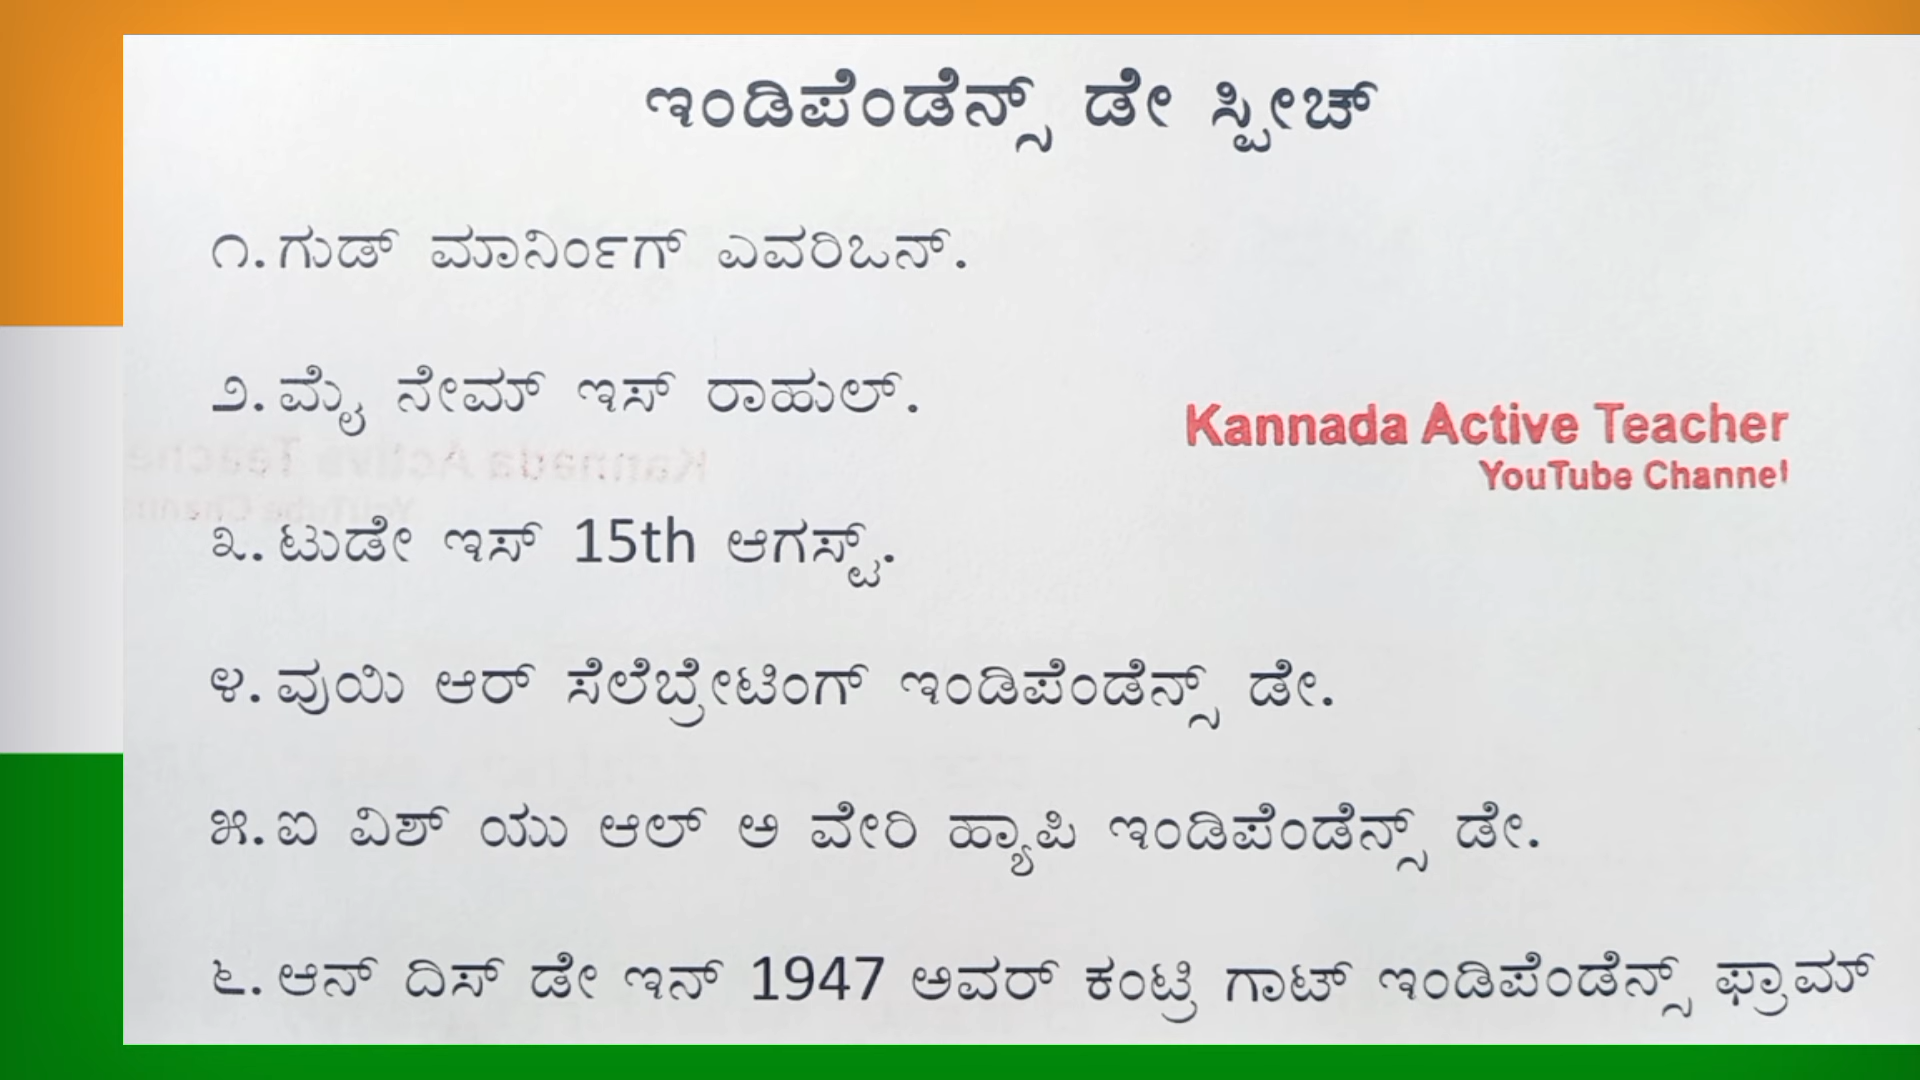 ಇಂಡಿಪೆಂಡೆನ್ಸ್ ಡೇ ಸ್ಪೀಚ್
೧. ಗುಡ್ ಮಾರ್ನಿಂಗ್ ಎವರಿಒನ್.
೨. ಮೈ ನೇಮ್ ಇಸ್ ರಾಹುಲ್.
Kannada Active Teacher
YouTube Channel
೩. ಟುಡೇ ಇಸ್ 15th ಆಗಸ್ಟ್.
೪. ವುಯಿ ಆರ್ ಸೆಲೆಬ್ರೇಟಿಂಗ್ ಇಂಡಿಪೆಂಡೆನ್ಸ್ ಡೇ.
೫. ಐ ವಿಶ್ ಯು ಆಲ್ ಅ ವೇರಿ ಹ್ಯಾಪಿ ಇಂಡಿಪೆಂಡೆನ್ಸ್ ಡೇ.
೬. ಆನ್ ದಿಸ್ ಡೇ ಇನ್ 1947 ಅವರ್ ಕಂಟ್ರಿ ಗಾಟ್ ಇಂಡಿಪೆಂಡೆನ್ಸ್ ಫ್ರಾಮ್